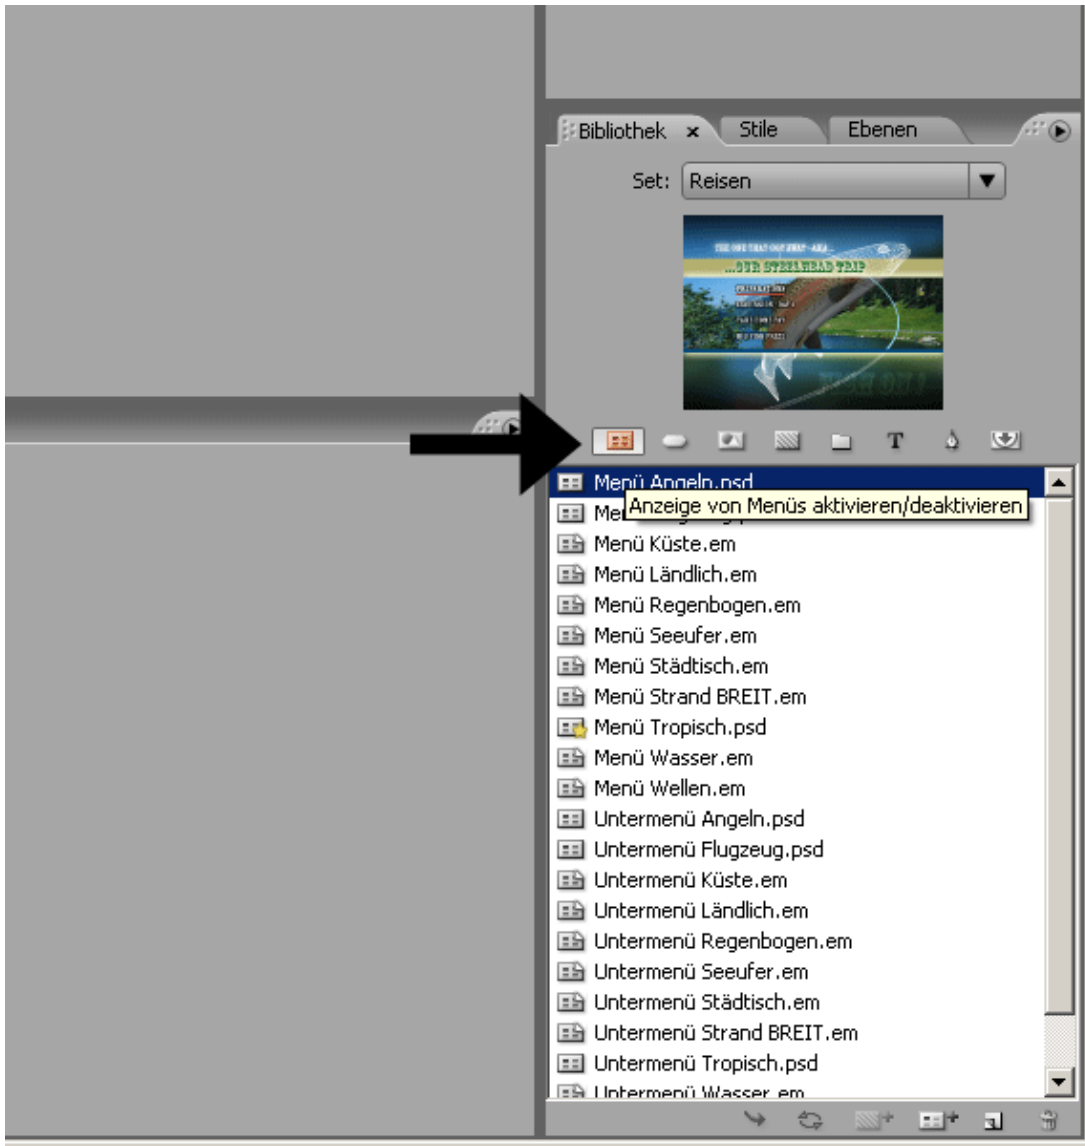 Bibliothek x Stile Ebenen
Set: Reisen
...OUR STEELHEAD TRIP
T
Menü Angeln.psd
Anzeige von Menüs aktivieren/deaktivieren
Menü Küste.em
Menü Ländlich.em
Menü Regenbogen.em
Menü Seeufer.em
Menü Städtisch.em
Menü Strand BREIT.em
Menü Tropisch.psd
Menü Wasser.em
Menü Wellen.em
Untermenü Angeln.psd
Untermenü Flugzeug.psd
Untermenü Küste.em
Untermenü Ländlich.em
Untermenü Regenbogen.em
Untermenü Seeufer.em
Untermenü Städtisch.em
Untermenü Strand BREIT.em
Untermenü Tropisch.psd
Untermenü Wasser.em